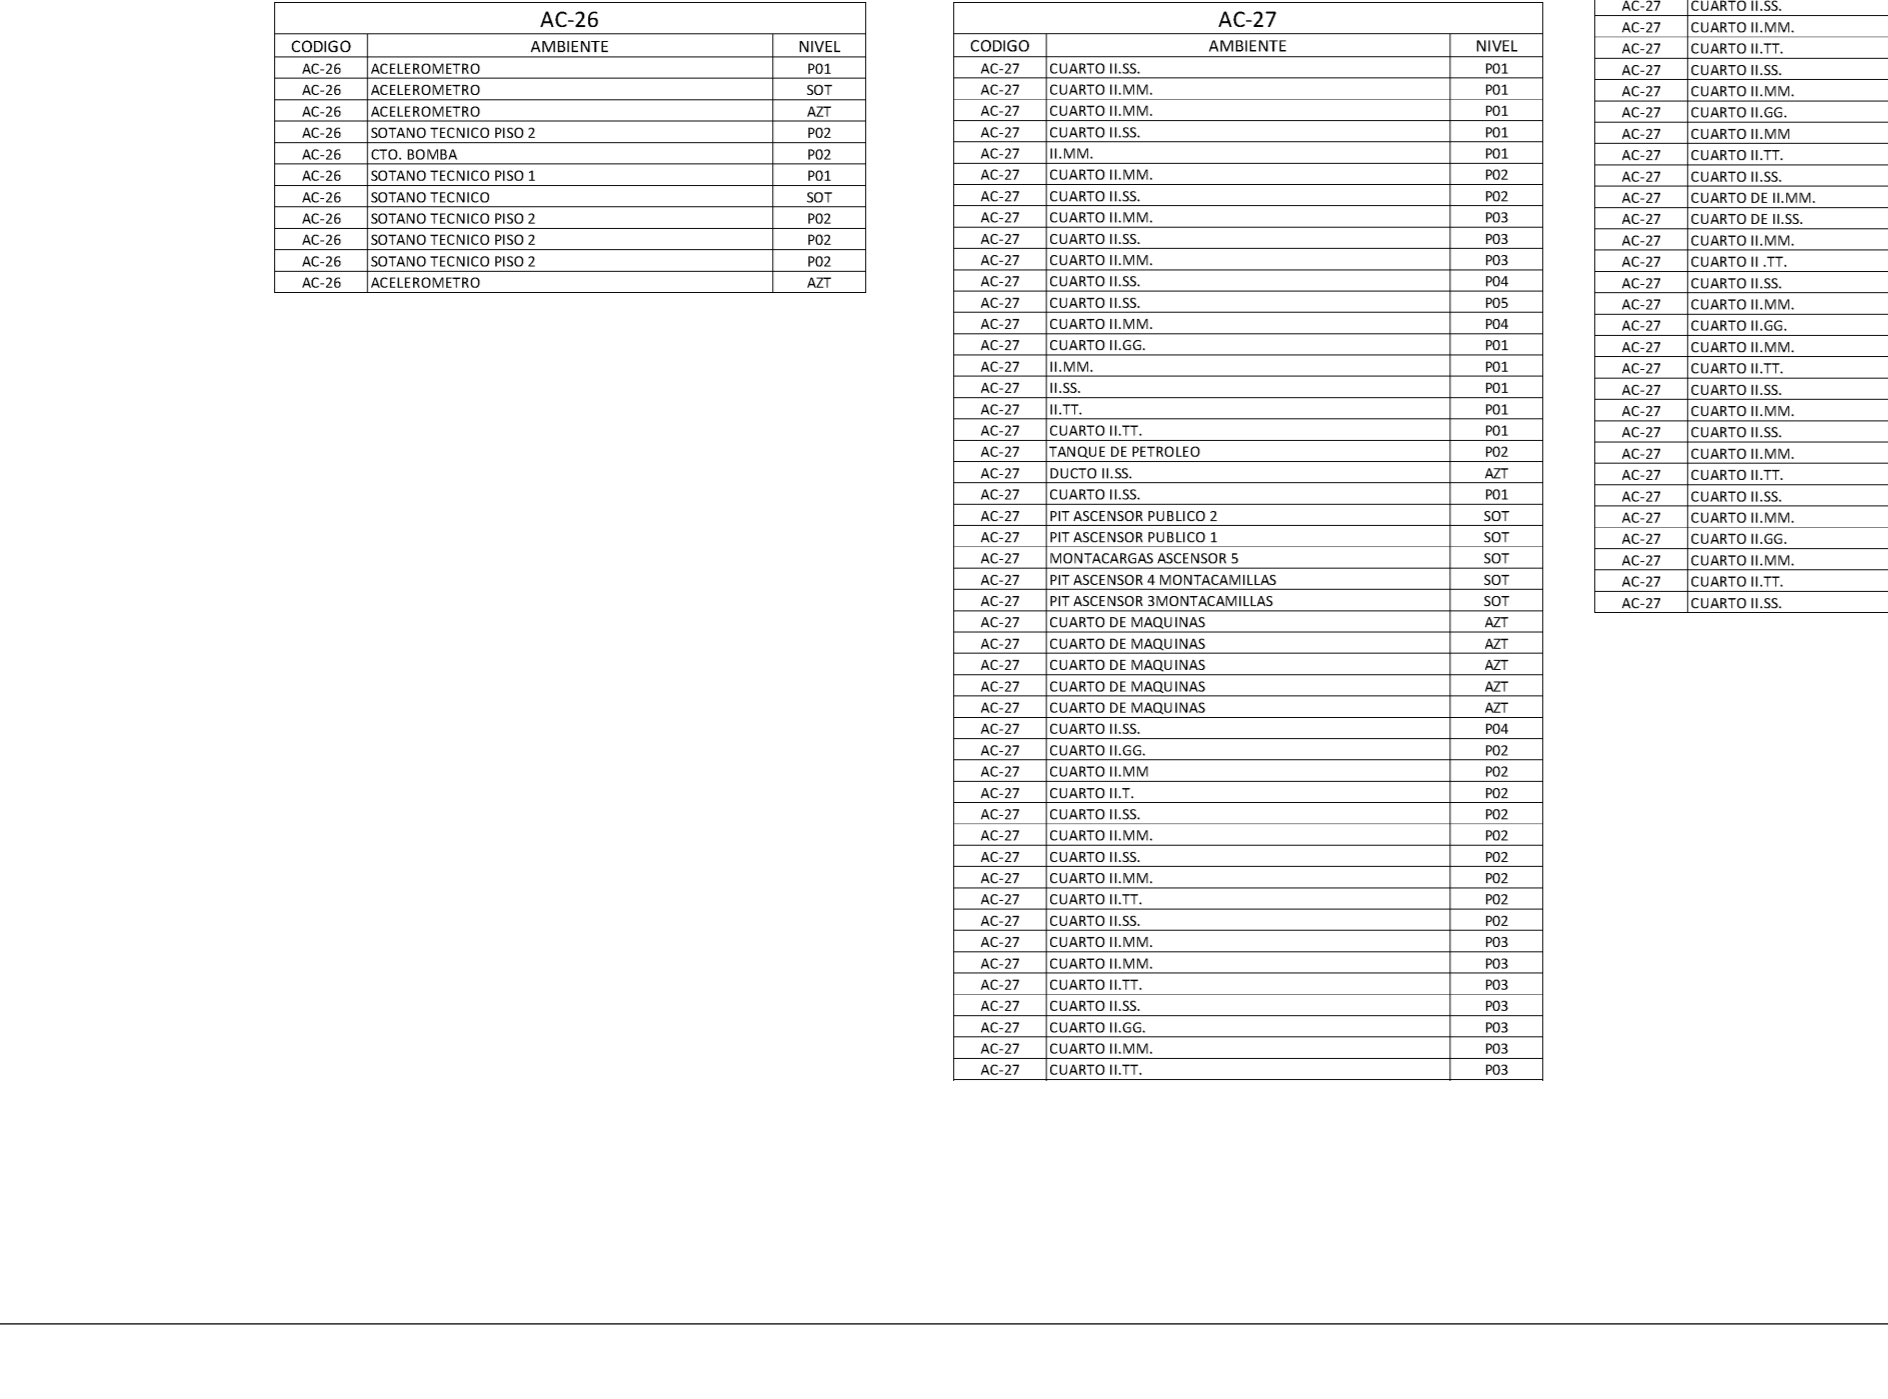 AC-26
CODIGO AMBIENTE NIVEL
AC-26 ACELEROMETRO P01
AC-26 ACELEROMETRO SOT
AC-26 ACELEROMETRO AZT
AC-26 SOTANO TECNICO PISO 2 P02
AC-26 CTO. BOMBA P02
AC-26 SOTANO TECNICO PISO 1 P01
AC-26 SOTANO TECNICO SOT
AC-26 SOTANO TECNICO PISO 2 P02
AC-26 SOTANO TECNICO PISO 2 P02
AC-26 SOTANO TECNICO PISO 2 P02
AC-26 ACELEROMETRO AZT
AC-27
CODIGO AMBIENTE NIVEL
AC-27 CUARTO II.SS. P01
AC-27 CUARTO II.MM. P01
AC-27 CUARTO II.MM. P01
AC-27 CUARTO II.SS. P01
AC-27 II.MM. P01
AC-27 CUARTO II.MM. P02
AC-27 CUARTO II.SS. P02
AC-27 CUARTO II.MM. P03
AC-27 CUARTO II.SS. P03
AC-27 CUARTO II.MM. P03
AC-27 CUARTO II.SS. P04
AC-27 CUARTO II.SS. P05
AC-27 CUARTO II.MM. P04
AC-27 CUARTO II.GG. P01
AC-27 II.MM. P01
AC-27 II.SS. P01
AC-27 II.TT. P01
AC-27 CUARTO II.TT. P01
AC-27 TANQUE DE PETROLEO P02
AC-27 DUCTO II.SS. AZT
AC-27 CUARTO II.SS. P01
AC-27 PIT ASCENSOR PUBLICO 2 SOT
AC-27 PIT ASCENSOR PUBLICO 1 SOT
AC-27 MONTACARGAS ASCENSOR 5 SOT
AC-27 PIT ASCENSOR 4 MONTACAMILLAS SOT
AC-27 PIT ASCENSOR 3MONTACAMILLAS SOT
AC-27 CUARTO DE MAQUINAS AZT
AC-27 CUARTO DE MAQUINAS AZT
AC-27 CUARTO DE MAQUINAS AZT
AC-27 CUARTO DE MAQUINAS AZT
AC-27 CUARTO DE MAQUINAS AZT
AC-27 CUARTO II.SS. P04
AC-27 CUARTO II.GG. P02
AC-27 CUARTO II.MM P02
AC-27 CUARTO II.T. P02
AC-27 CUARTO II.SS. P02
AC-27 CUARTO II.MM. P02
AC-27 CUARTO II.SS. P02
AC-27 CUARTO II.MM. P02
AC-27 CUARTO II.TT. P02
AC-27 CUARTO II.SS. P02
AC-27 CUARTO II.MM. P03
AC-27 CUARTO II.MM. P03
AC-27 CUARTO II.TT. P03
AC-27 CUARTO II.SS. P03
AC-27 CUARTO II.GG. P03
AC-27 CUARTO II.MM. P03
AC-27 CUARTO II.TT. P03
AC-27 CUARTO II.SS.
AC-27 CUARTO II.MM.
AC-27 CUARTO II.TT.
AC-27 CUARTO II.SS.
AC-27 CUARTO II.MM.
AC-27 CUARTO II.GG.
AC-27 CUARTO II.MM
AC-27 CUARTO II.TT.
AC-27 CUARTO II.SS.
AC-27 CUARTO DE II.MM.
AC-27 CUARTO DE II.SS.
AC-27 CUARTO II.MM.
AC-27 CUARTO II .TT.
AC-27 CUARTO II.SS.
AC-27 CUARTO II.MM.
AC-27 CUARTO II.GG.
AC-27 CUARTO II.MM.
AC-27 CUARTO II.TT.
AC-27 CUARTO II.SS.
AC-27 CUARTO II.MM.
AC-27 CUARTO II.SS.
AC-27 CUARTO II.MM.
AC-27 CUARTO II.TT.
AC-27 CUARTO II.SS.
AC-27 CUARTO II.MM.
AC-27 CUARTO II.GG.
AC-27 CUARTO II.MM.
AC-27 CUARTO II.TT.
AC-27 CUARTO II.SS.